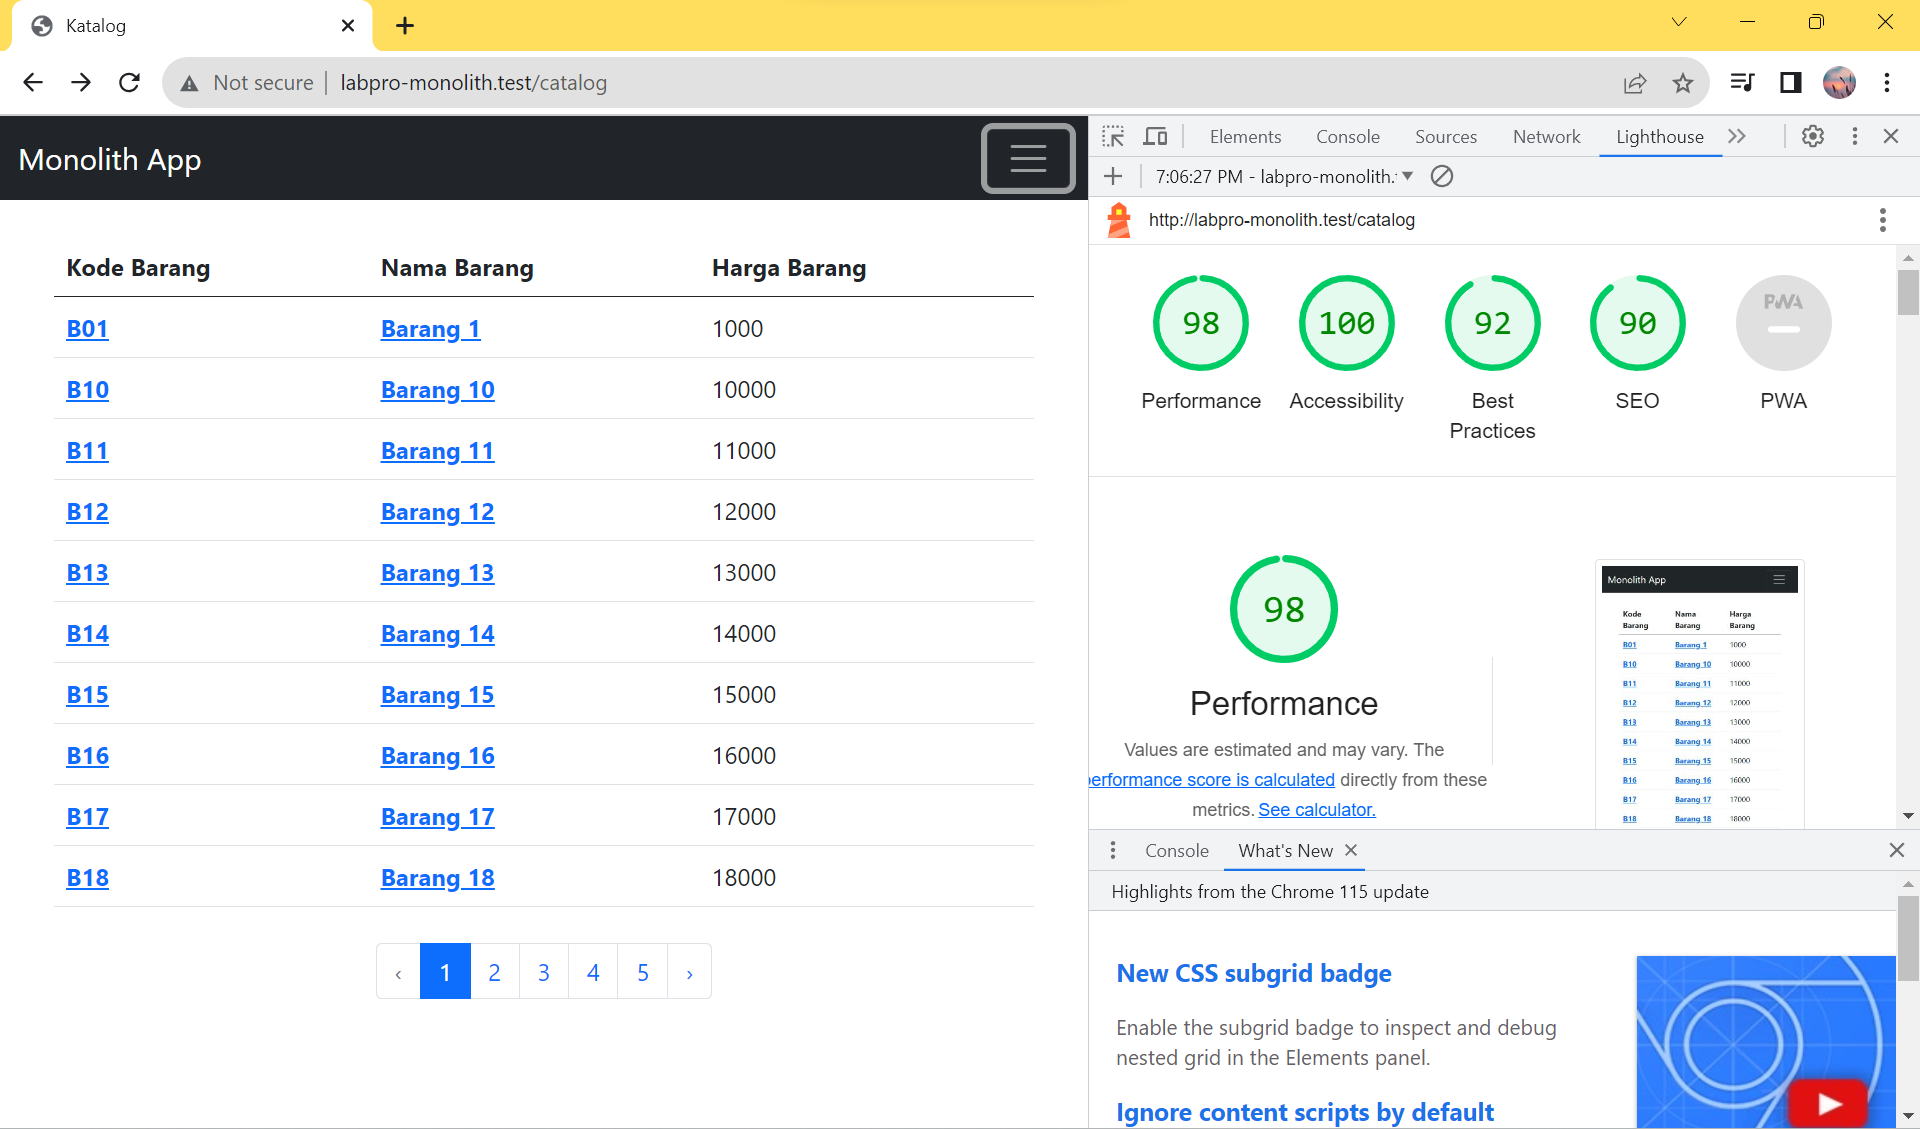 Katalog
Not secure
labpro-monolith.test/catalog
Monolith App
Kode Barang Nama Barang Harga Barang
B01 Barang 1 1000
B10 Barang 10 10000
B11 Barang 11 11000
B12 Barang 12 12000
B13 Barang 13 13000
B14 Barang 14 14000
B15 Barang 15 15000
B16 Barang 16 16000
B17 Barang 17 17000
B18 Barang 18 18000
‹ 1 2 3 4 5 ›
Elements Console Sources Network Lighthouse
7:06:27 PM - labpro-monolith.
http://labpro-monolith.test/catalog
98 100 92 90 PWA
Performance Accessibility Best Practices SEO PWA
98
Performance
Values are estimated and may vary. The
erformance score is calculated directly from these
metrics. See calculator.
Monolith App
Kode Barang Nama Barang Harga Barang
B01 Barang 1 1000
B10 Barang 10 10000
B11 Barang 11 11000
B12 Barang 12 12000
B13 Barang 13 13000
B14 Barang 14 14000
B15 Barang 15 15000
B16 Barang 16 16000
B17 Barang 17 17000
B18 Barang 18 18000
Console What's New
Highlights from the Chrome 115 update
New CSS subgrid badge
Enable the subgrid badge to inspect and debug
nested grid in the Elements panel.
Ignore content scripts by default